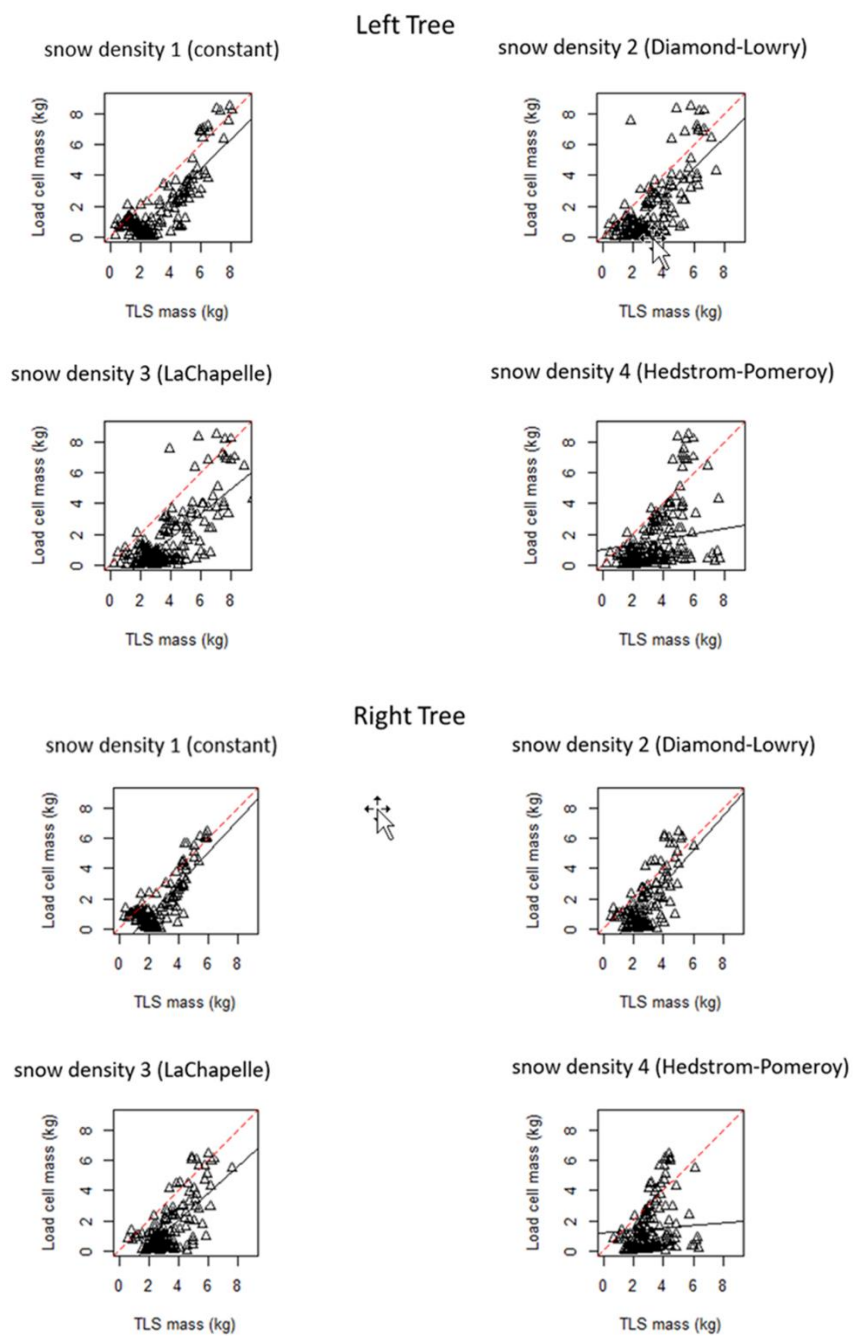 Left Tree
snow density 1 (constant)
snow density 2 (Diamond-Lowry)
Load cell mass (kg)
0 2 4 6 8
0 2 4 6 8
TLS mass (kg)
Load cell mass (kg)
0 2 4 6 8
0 2 4 6 8
TLS mass (kg)
snow density 3 (LaChapelle)
snow density 4 (Hedstrom-Pomeroy)
Load cell mass (kg)
0 2 4 6 8
0 2 4 6 8
TLS mass (kg)
Load cell mass (kg)
0 2 4 6 8
0 2 4 6 8
TLS mass (kg)
Right Tree
snow density 1 (constant)
snow density 2 (Diamond-Lowry)
Load cell mass (kg)
0 2 4 6 8
0 2 4 6 8
TLS mass (kg)
Load cell mass (kg)
0 2 4 6 8
0 2 4 6 8
TLS mass (kg)
snow density 3 (LaChapelle)
snow density 4 (Hedstrom-Pomeroy)
Load cell mass (kg)
0 2 4 6 8
0 2 4 6 8
TLS mass (kg)
Load cell mass (kg)
0 2 4 6 8
0 2 4 6 8
TLS mass (kg)